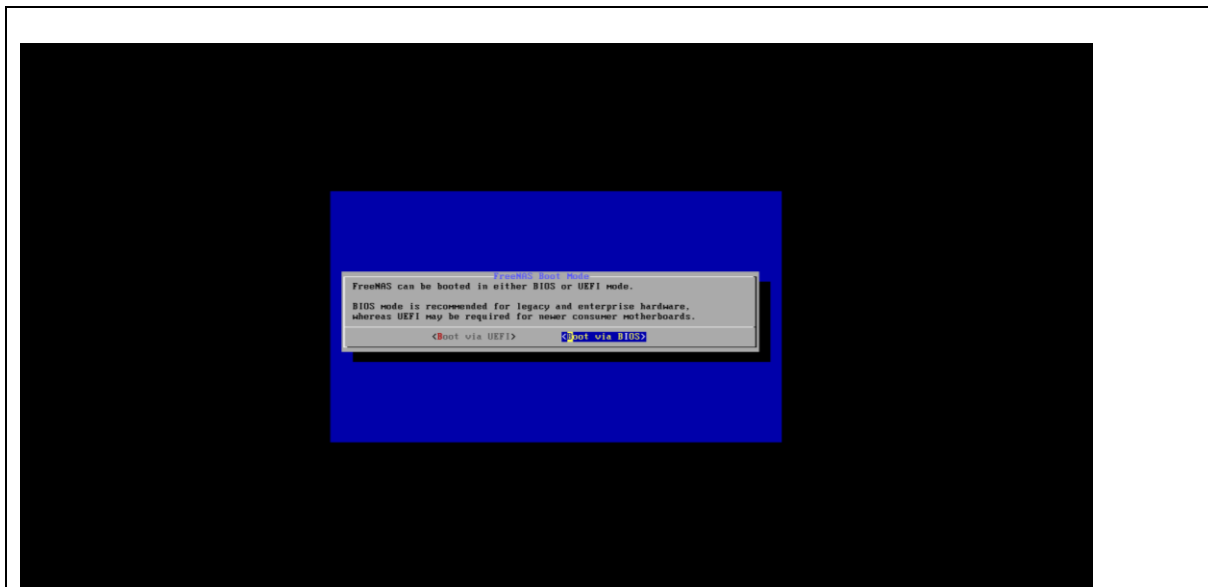 FreeNAS Boot Mode
FreeNAS can be booted in either BIOS or UEFI mode.
BIOS mode is recommended for legacy and enterprise hardware,
whereas UEFI may be required for newer consumer motherboards.
<Boot via UEFI> <Boot via BIOS>